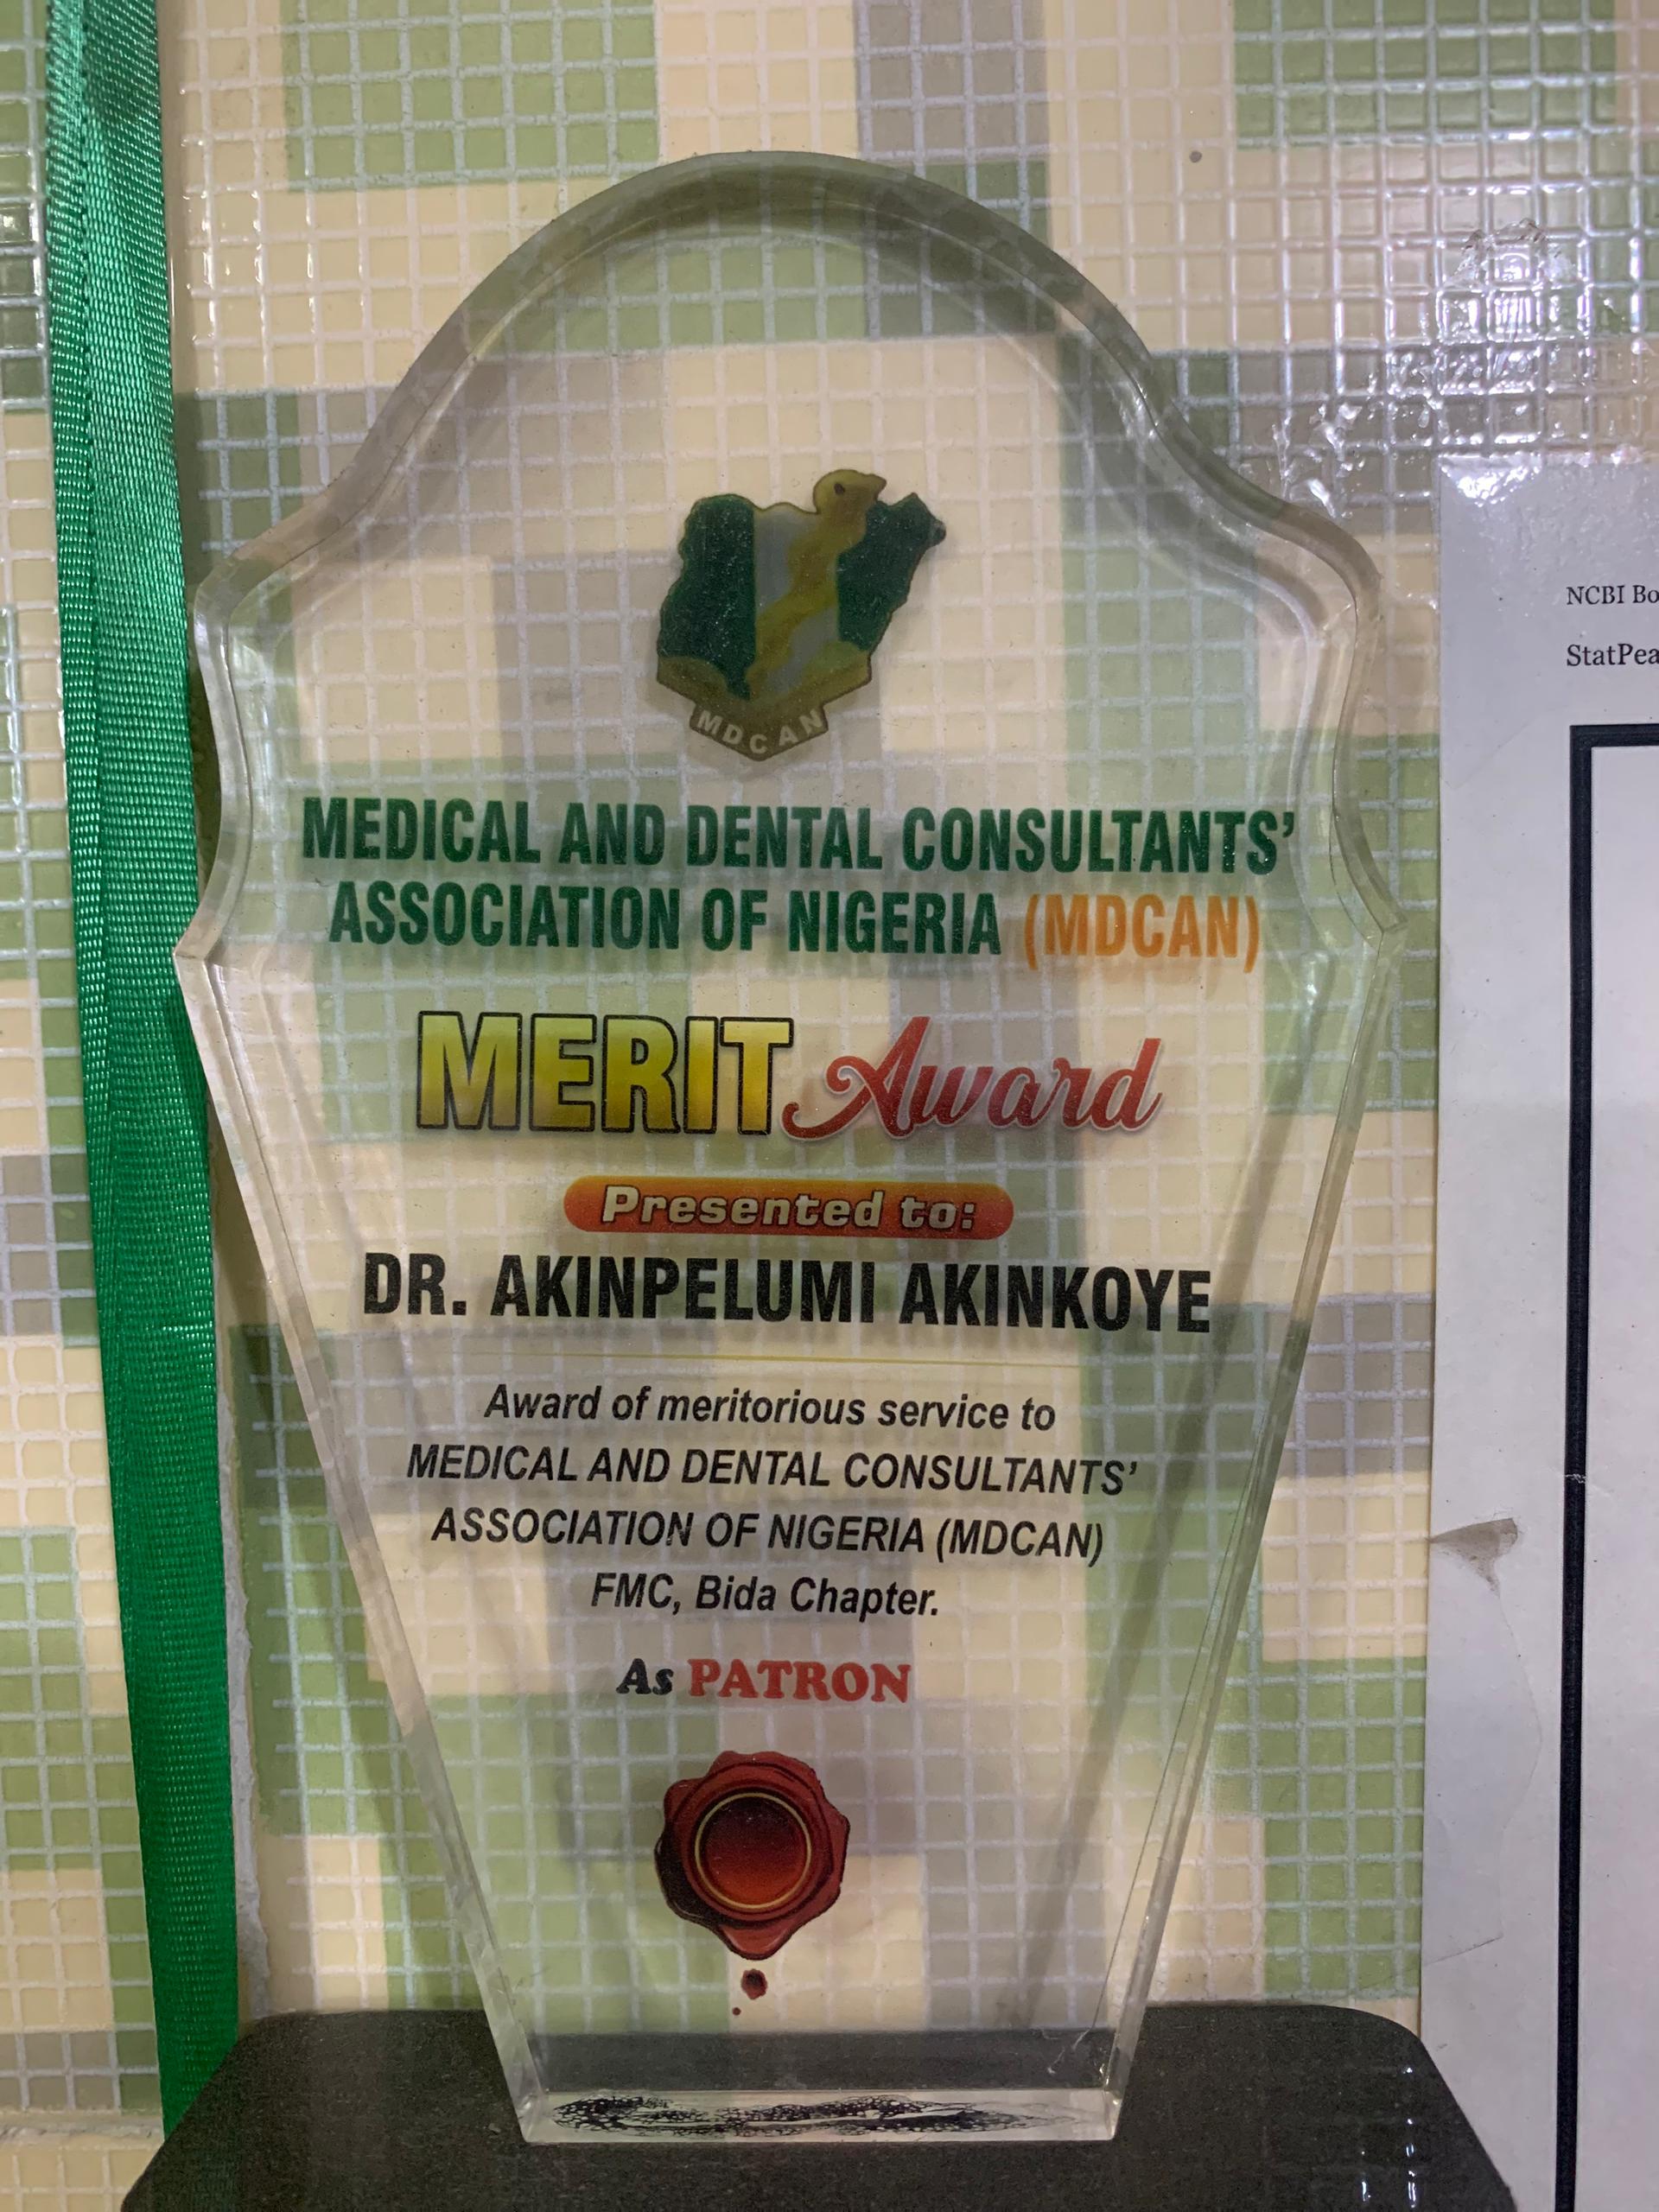 MDCAN
MEDICAL AND DENTAL CONSULTANTS'
ASSOCIATION OF NIGERIA (MDCAN)
MERIT Award
Presented to:
DR. AKINPELUMI AKINKOYE
Award of meritorious service to
MEDICAL AND DENTAL CONSULTANTS'
ASSOCIATION OF NIGERIA (MDCAN)
FMC, Bida Chapter.
As PATRON
NCBI Bo
StatPea